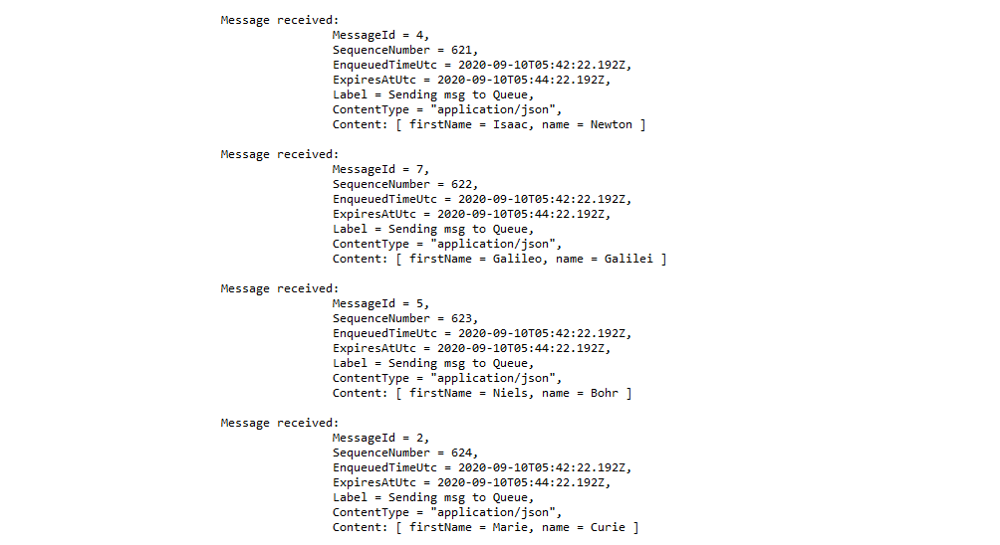 Message received:
MessageId = 4,
SequenceNumber = 621,
EnqueuedTimeUtc = 2020-09-10T05:42:22.192Z,
ExpiresAtUtc = 2020-09-10T05:44:22.192Z,
Label = Sending msg to Queue,
ContentType = "application/json",
Content: [ firstName = Isaac, name = Newton ]
Message received:
MessageId = 7,
SequenceNumber = 622,
EnqueuedTimeUtc = 2020-09-10T05:42:22.192Z,
ExpiresAtUtc = 2020-09-10T05:44:22.192Z,
Label = Sending msg to Queue,
ContentType = "application/json",
Content: [ firstName = Galileo, name = Galilei ]
Message received:
MessageId = 5,
SequenceNumber = 623,
EnqueuedTimeUtc = 2020-09-10T05:42:22.192Z,
ExpiresAtUtc = 2020-09-10T05:44:22.192Z,
Label = Sending msg to Queue,
ContentType = "application/json",
Content: [ firstName = Niels, name = Bohr ]
Message received:
MessageId = 2,
SequenceNumber = 624,
EnqueuedTimeUtc = 2020-09-10T05:42:22.192Z,
ExpiresAtUtc = 2020-09-10T05:44:22.192Z,
Label = Sending msg to Queue,
ContentType = "application/json",
Content: [ firstName = Marie, name = Curie ]